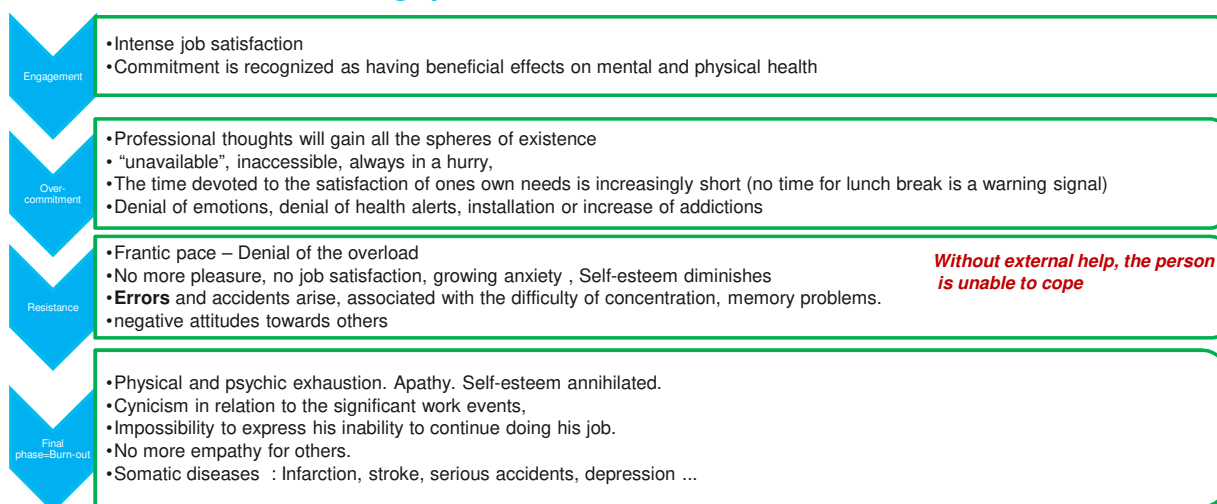 Engagement
•Intense job satisfaction
•Commitment is recognized as having beneficial effects on mental and physical health
Over-
commitment
•Professional thoughts will gain all the spheres of existence
• “unavailable”, inaccessible, always in a hurry,
•The time devoted to the satisfaction of ones own needs is increasingly short (no time for lunch break is a warning signal)
•Denial of emotions, denial of health alerts, installation or increase of addictions
Resistance
•Frantic pace – Denial of the overload
•No more pleasure, no job satisfaction, growing anxiety , Self-esteem diminishes
•Errors and accidents arise, associated with the difficulty of concentration, memory problems.
•negative attitudes towards others
Without external help, the person
is unable to cope
Final
phase=Burn-out
•Physical and psychic exhaustion. Apathy. Self-esteem annihilated.
•Cynicism in relation to the significant work events,
•Impossibility to express his inability to continue doing his job.
•No more empathy for others.
•Somatic diseases : Infarction, stroke, serious accidents, depression ...